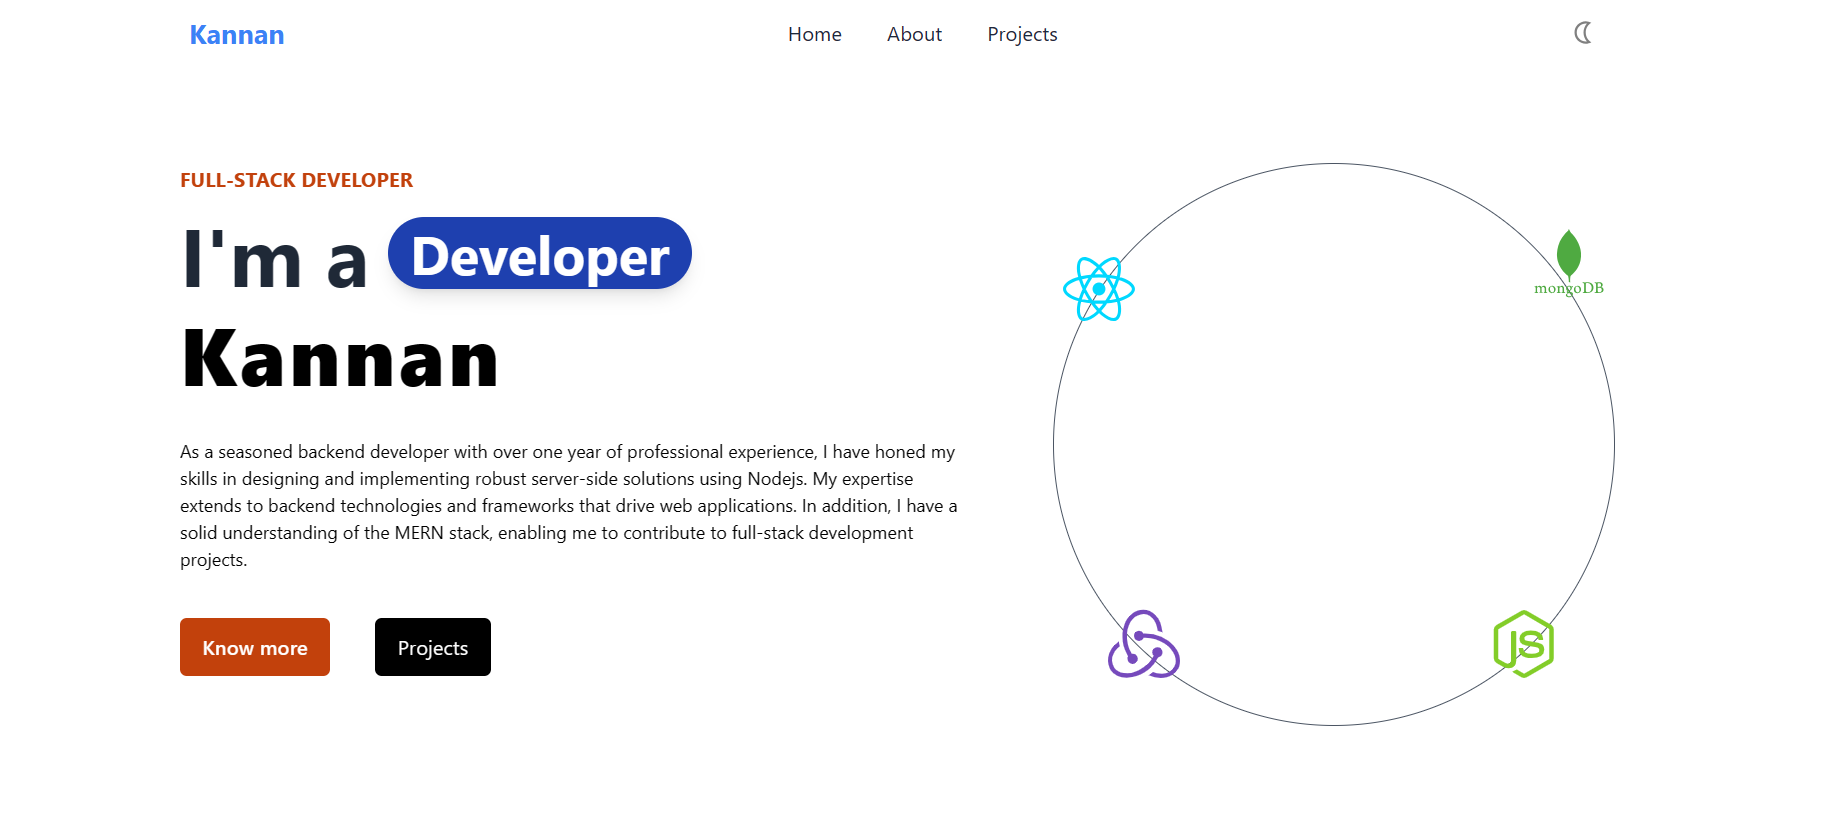 Kannan
Home About Projects
FULL-STACK DEVELOPER
I'm a Developer
Kannan
As a seasoned backend developer with over one year of professional experience, I have honed my
skills in designing and implementing robust server-side solutions using Nodejs. My expertise
extends to backend technologies and frameworks that drive web applications. In addition, I have a
solid understanding of the MERN stack, enabling me to contribute to full-stack development
projects.
Know more
Projects
mongoDB
JS